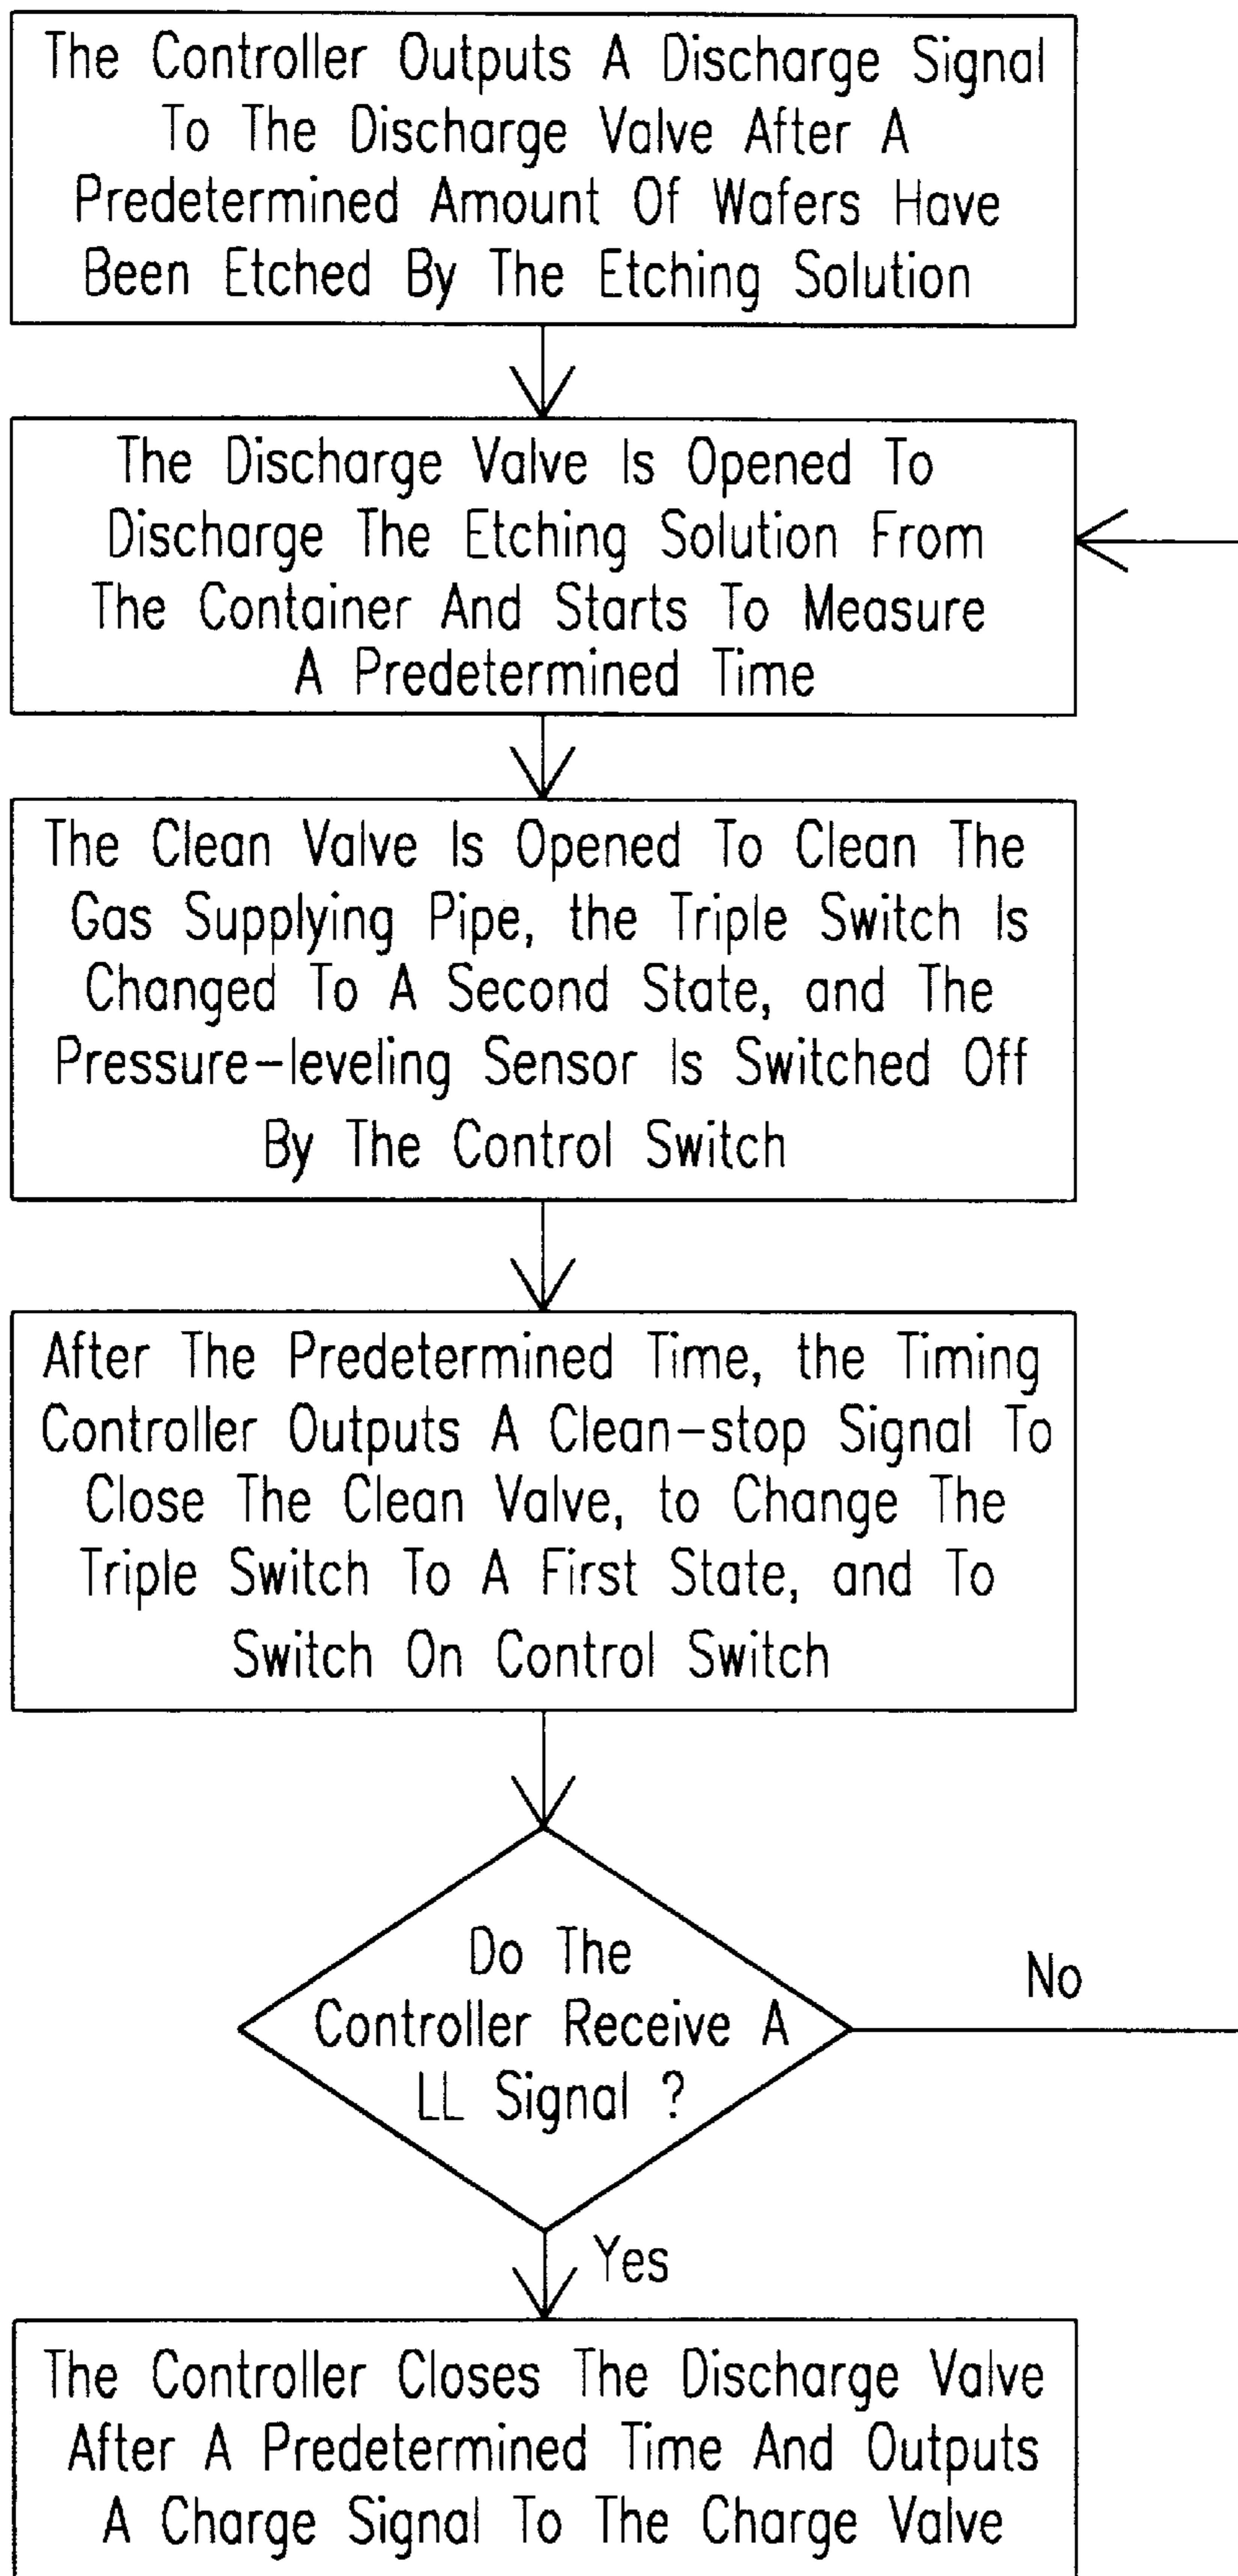 The Controller Outputs A Discharge Signal
To The Discharge Valve After A
Predetermined Amount Of Wafers Have
Been Etched By The Etching Solution
The Discharge Valve Is Opened To
Discharge The Etching Solution From
The Container And Starts To Measure
A Predetermined Time
The Clean Valve Is Opened To Clean The
Gas Supplying Pipe, the Triple Switch Is
Changed To A Second State, and The
Pressure-leveling Sensor Is Switched Off
By The Control Switch
After The Predetermined Time, the Timing
Controller Outputs A Clean-stop Signal To
Close The Clean Valve, to Change The
Triple Switch To A First State, and To
Switch On Control Switch
Do The
Controller Receive A
LL Signal ?
No
Yes
The Controller Closes The Discharge Valve
After A Predetermined Time And Outputs
A Charge Signal To The Charge Valve